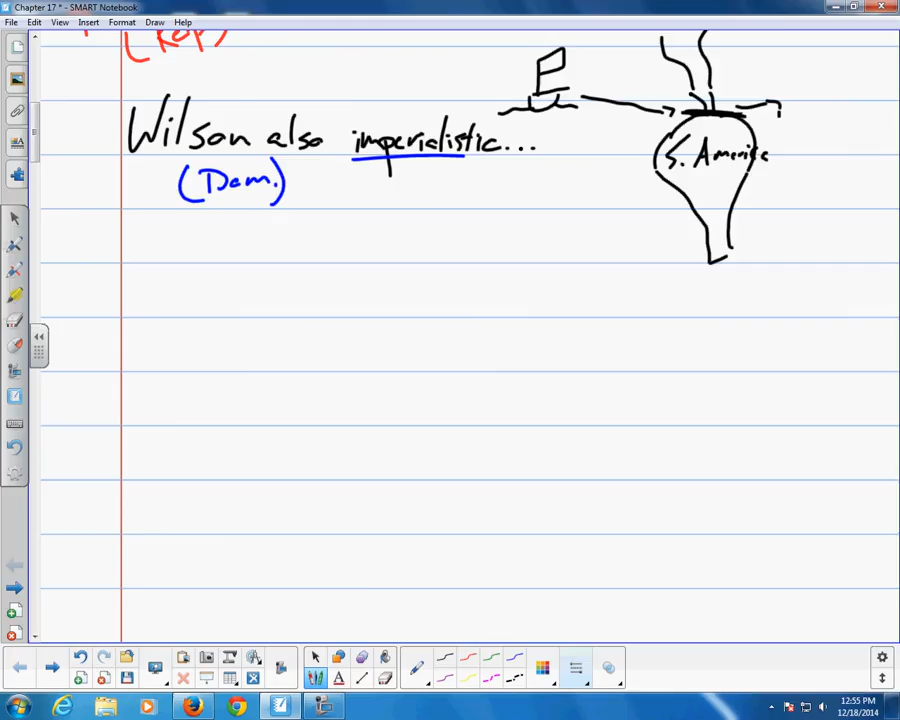 Chapter 17 * - SMART Notebook
File Edit View Insert Format Draw Help
(Rep)
Wilson also imperialistic...
(Dem.)
S. America
12:55 PM
12/18/2014